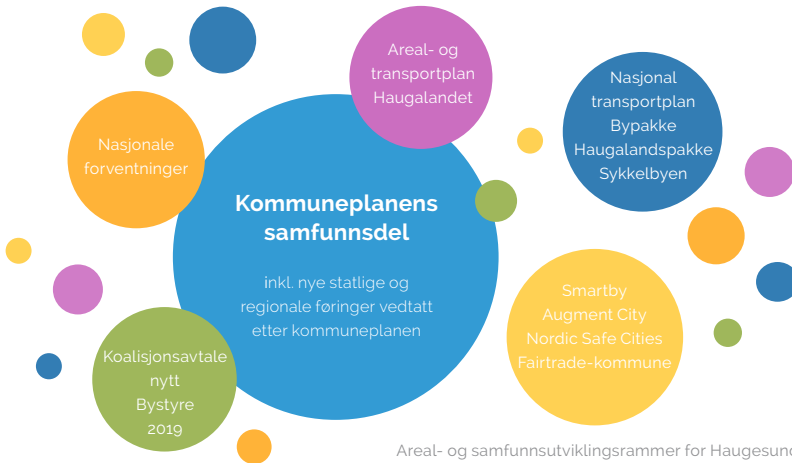 Areal- og
transportplan
Haugalandet
Nasjonal
transportplan
Bypakke
Haugalandspakke
Sykkelbyen
Nasjonale
forventninger
Kommuneplanens
samfunnsdel
inkl. nye statlige og
regionale føringer vedtatt
etter kommuneplanen
Smartby
Augment City
Nordic Safe Cities
Fairtrade-kommune
Koalisjonsavtale
nytt
Bystyre
2019
Areal- og samfunnsutviklingsrammer for Haugesund